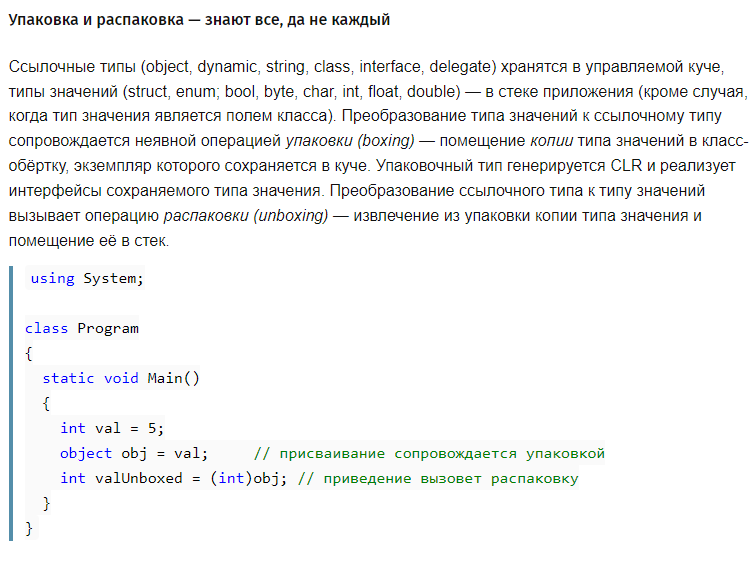 Упаковка и распаковка — знают все, да не каждый
Ссылочные типы (object, dynamic, string, class, interface, delegate) хранятся в управляемой куче,
типы значений (struct, enum; bool, byte, char, int, float, double) — в стеке приложения (кроме случая,
когда тип значения является полем класса). Преобразование типа значений к ссылочному типу
сопровождается неявной операцией упаковки (boxing) — помещение копии типа значений в класс-
обёртку, экземпляр которого сохраняется в куче. Упаковочный тип генерируется CLR и реализует
интерфейсы сохраняемого типа значения. Преобразование ссылочного типа к типу значений
вызывает операцию распаковки (unboxing) — извлечение из упаковки копии типа значения и
помещение её в стек.
using System;
class Program
{
static void Main()
{
int val = 5;
object obj = val; // присваивание сопровождается упаковкой
int valUnboxed = (int)obj; // приведение вызовет распаковку
}
}